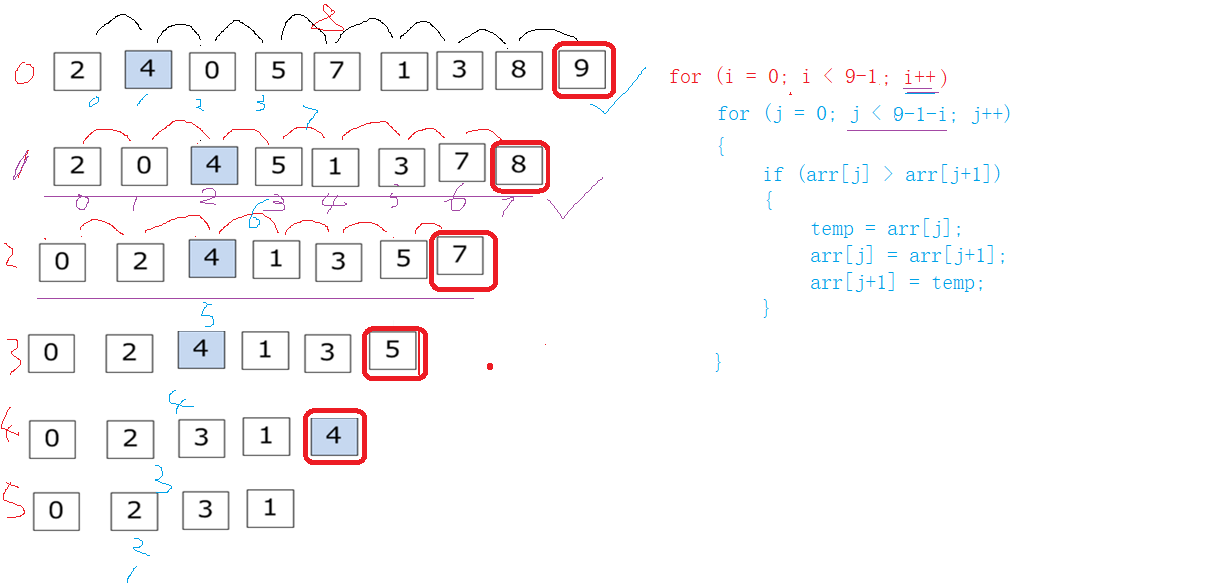 8
0 2 4 0 5 7 1 3 8 9
0 1 2 3 7
1 2 0 4 5 1 3 7 8
0 1 2 3 4 5 6 7
6
2 0 2 4 1 3 5 7
5
3 0 2 4 1 3 5
4
4 0 2 3 1 4
3
5 0 2 3 1
2
1
for (i = 0; i < 9-1; i++)
for (j = 0; j < 9-1-i; j++)
{
if (arr[j] > arr[j+1])
{
temp = arr[j];
arr[j] = arr[j+1];
arr[j+1] = temp;
}
}